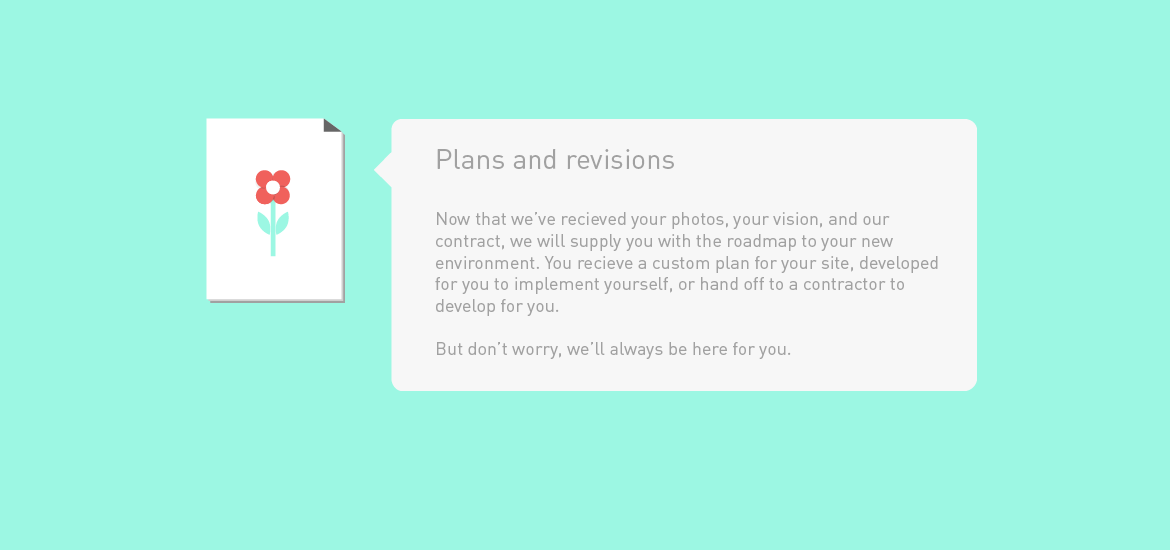 Plans and revisions
Now that we've recieved your photos, your vision, and our
contract, we will supply you with the roadmap to your new
environment. You recieve a custom plan for your site, developed
for you to implement yourself, or hand off to a contractor to
develop for you.
But don't worry, we'll always be here for you.